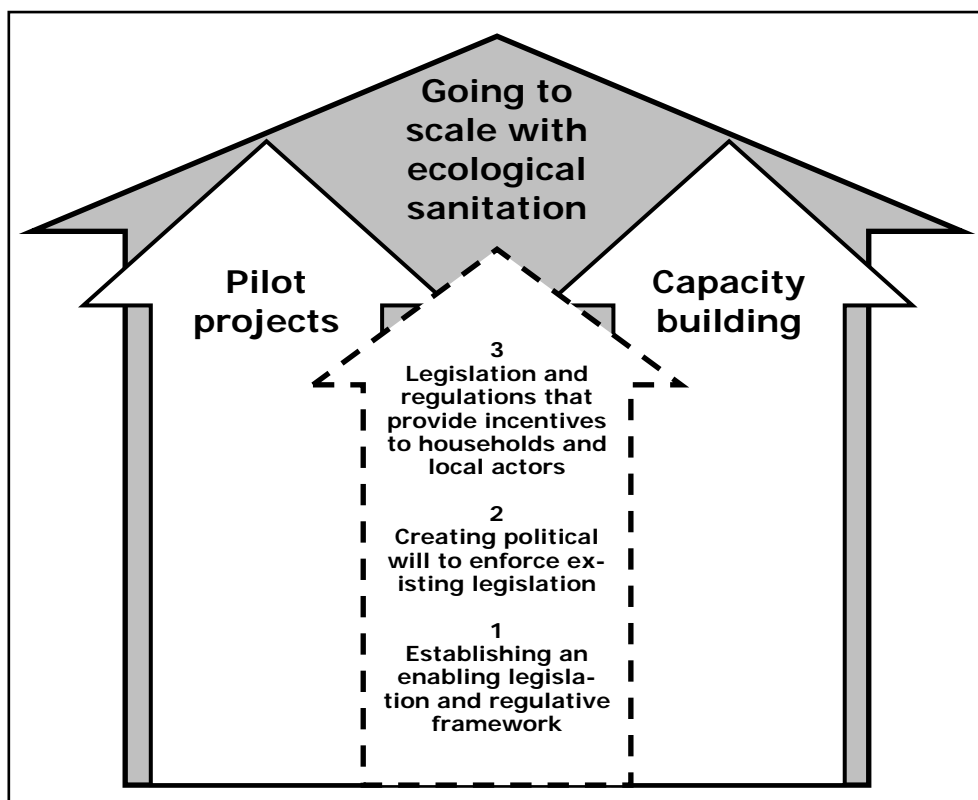 Going to
scale with
ecological
sanitation
Pilot
projects
Capacity
building
3
Legislation and
regulations that
provide incentives
to households and
local actors
2
Creating political
will to enforce ex-
isting legislation
1
Establishing an
enabling legisla-
tion and regulative
framework